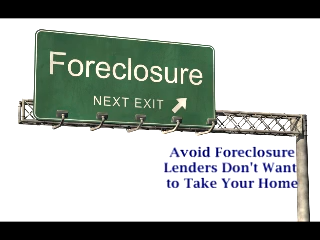 Foreclosure
NEXT EXIT
Avoid Foreclosure
Lenders Don't Want
to Take Your Home